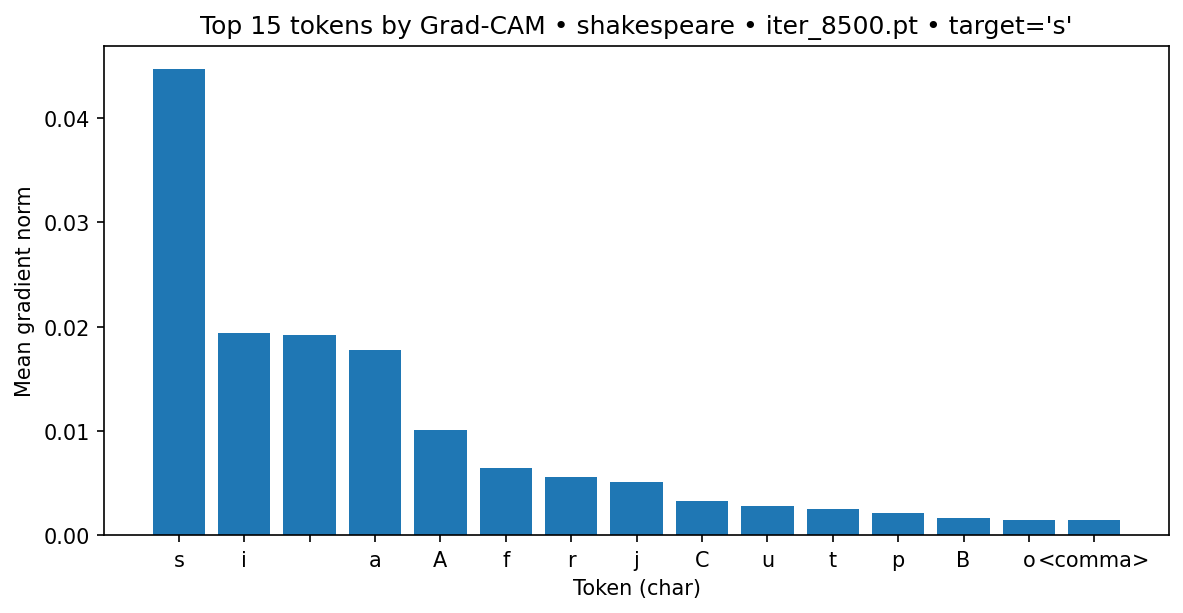 Top 15 tokens by Grad-CAM • shakespeare • iter_8500.pt • target='s'
Mean gradient norm
0.04
0.03
0.02
0.01
0.00
s i a A f r j C u t p B o <comma>
Token (char)